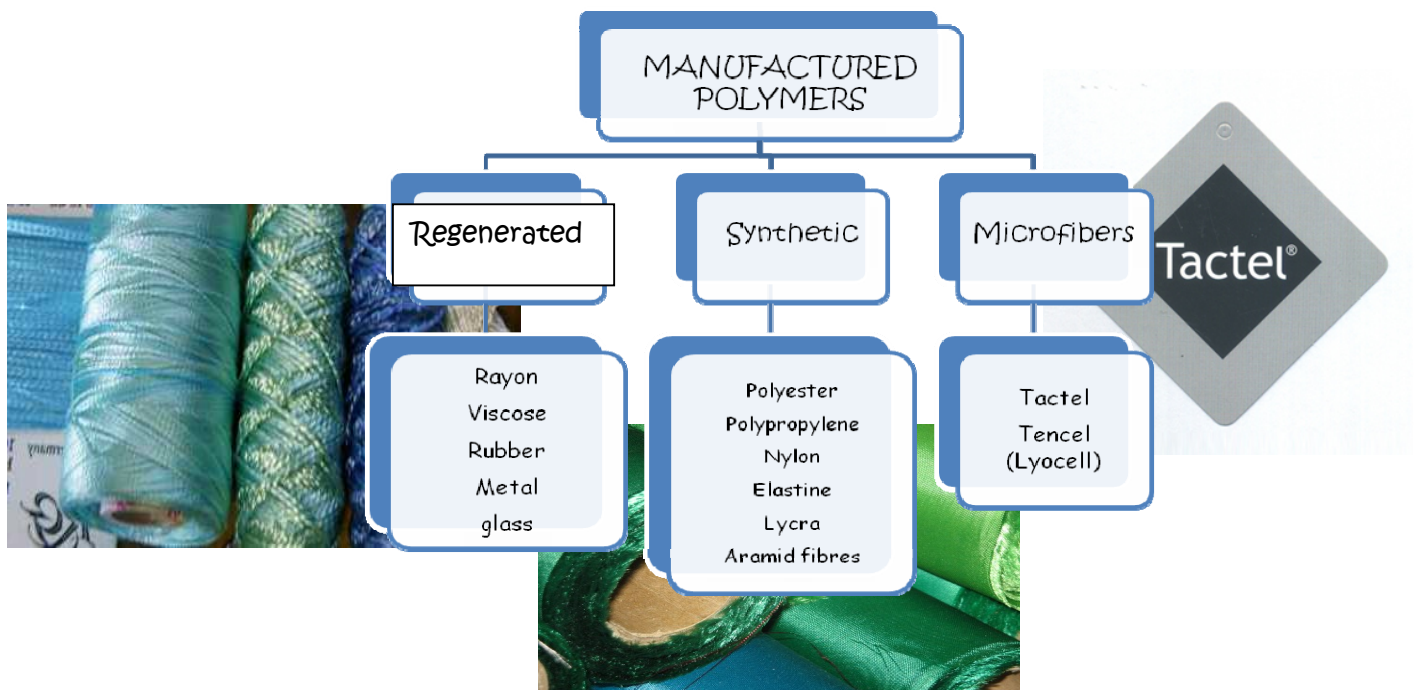 MANUFACTURED
POLYMERS
Regenerated
Synthetic
Microfibers
Tactel®
Rayon
Viscose
Rubber
Metal
glass
Polyester
Polypropylene
Nylon
Elastine
Lycra
Aramid fibres
Tactel
Tencel
(Lyocell)